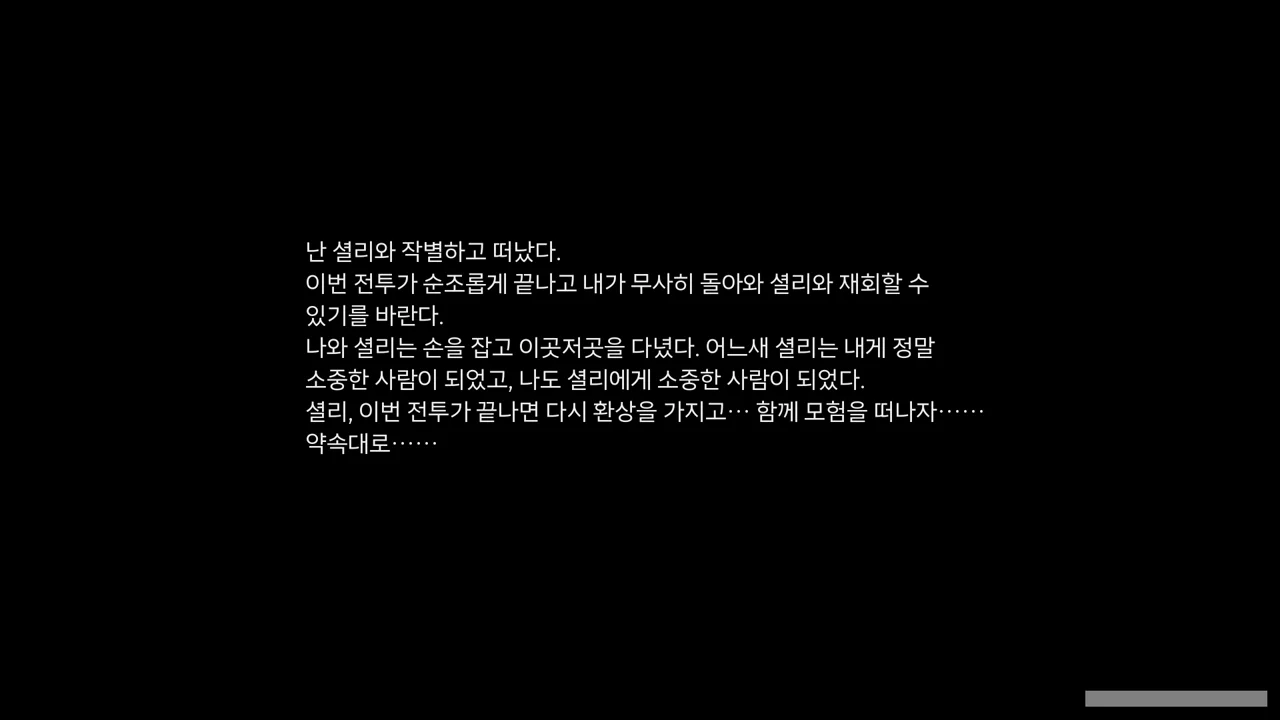 난 셜리와 작별하고 떠났다.
이번 전투가 순조롭게 끝나고 내가 무사히 돌아와 셜리와 재회할 수
있기를 바란다.
나와 셜리는 손을 잡고 이곳저곳을 다녔다. 어느새 셜리는 내게 정말
소중한 사람이 되었고, 나도 셜리에게 소중한 사람이 되었다.
셜리, 이번 전투가 끝나면 다시 환상을 가지고… 함께 모험을 떠나자……
약속대로……